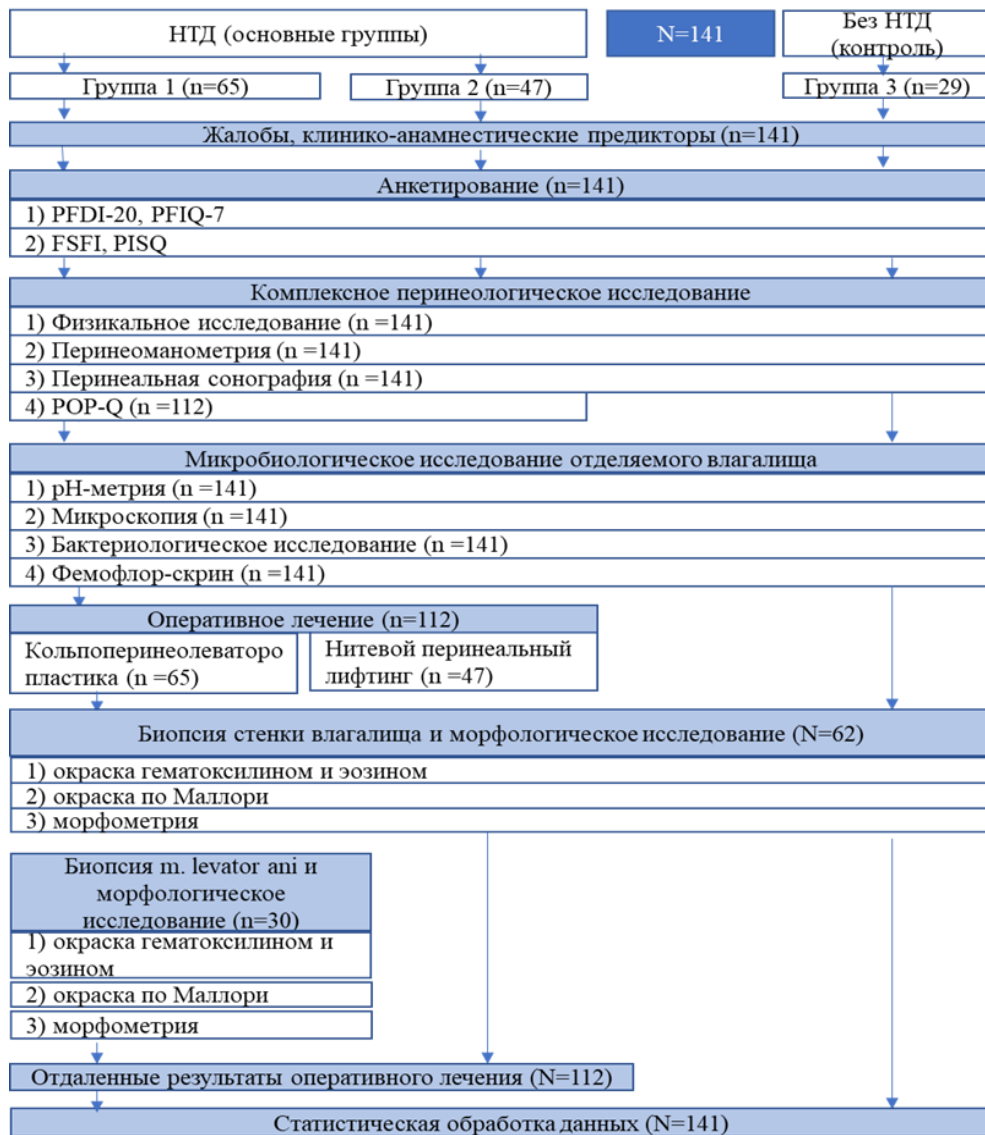 НТД (основные группы)
N=141
Без НТД
(контроль)
Группа 1 (n=65)
Группа 2 (n=47)
Группа 3 (n=29)
Жалобы, клинико-анамнестические предикторы (n=141)
Анкетирование (n=141)
1) PFDI-20, PFIQ-7
2) FSFI, PISQ
Комплексное перинеологическое исследование
1) Физикальное исследование (n =141)
2) Перинеоманометрия (n =141)
3) Перинеальная сонография (n =141)
4) POP-Q (n =112)
Микробиологическое исследование отделяемого влагалища
1) pH-метрия (n =141)
2) Микроскопия (n =141)
3) Бактериологическое исследование (n =141)
4) Фемофлор-скрин (n =141)
Оперативное лечение (n=112)
Кольпоперинеолеваторо
пластика (n =65)
Нитевой перинеальный
лифтинг (n =47)
Биопсия стенки влагалища и морфологическое исследование (N=62)
1) окраска гематоксилином и эозином
2) окраска по Маллори
3) морфометрия
Биопсия m. levator ani и
морфологическое
исследование (n=30)
1) окраска гематоксилином и
эозином
2) окраска по Маллори
3) морфометрия
Отдаленные результаты оперативного лечения (N=112)
Статистическая обработка данных (N=141)